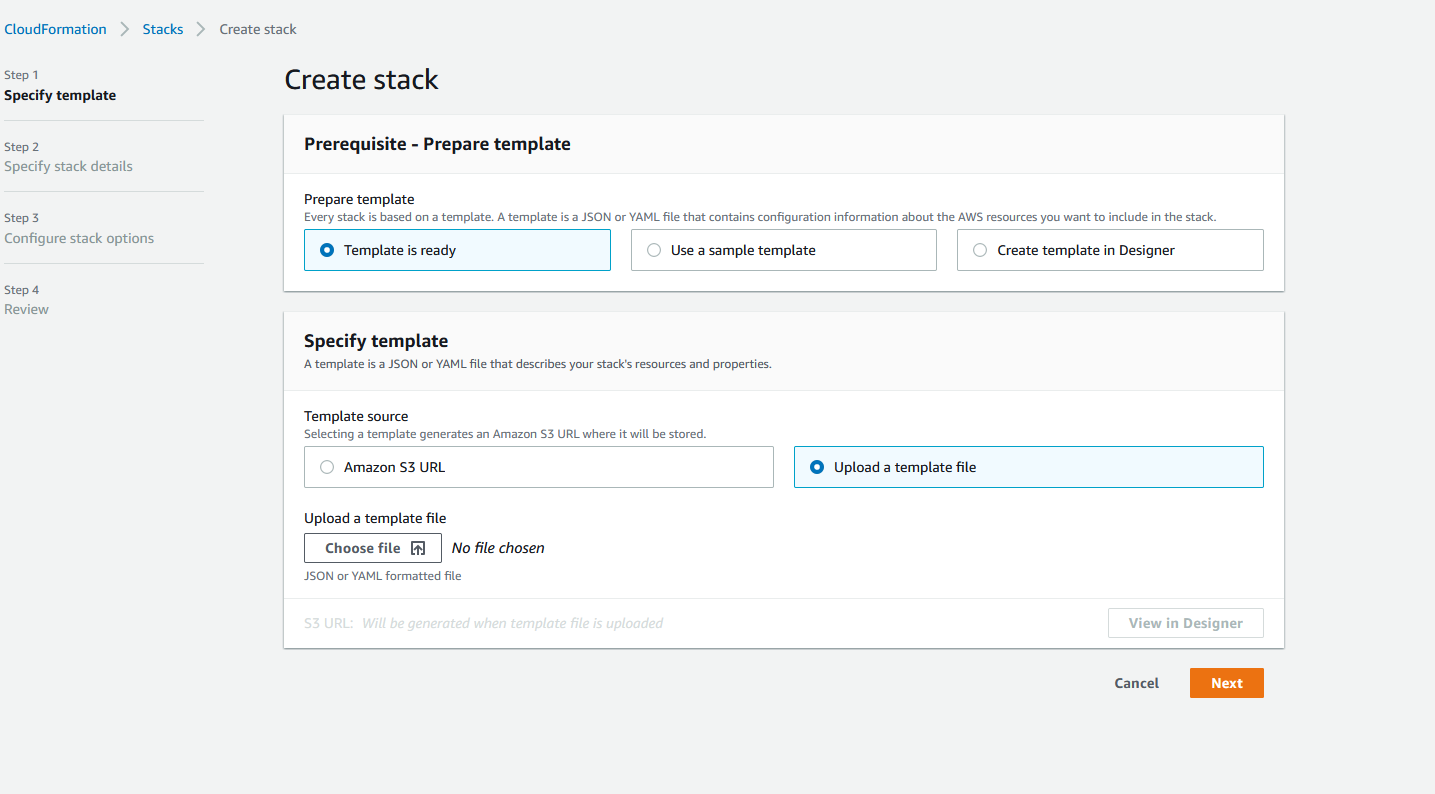 CloudFormation > Stacks > Create stack
Step 1
Specify template
Step 2
Specify stack details
Step 3
Configure stack options
Step 4
Review
Create stack
Prerequisite - Prepare template
Prepare template
Every stack is based on a template. A template is a JSON or YAML file that contains configuration information about the AWS resources you want to include in the stack.
Template is ready
Use a sample template
Create template in Designer
Specify template
A template is a JSON or YAML file that describes your stack's resources and properties.
Template source
Selecting a template generates an Amazon S3 URL where it will be stored.
Amazon S3 URL
Upload a template file
Upload a template file
Choose file No file chosen
JSON or YAML formatted file
S3 URL: Will be generated when template file is uploaded
View in Designer
Cancel
Next